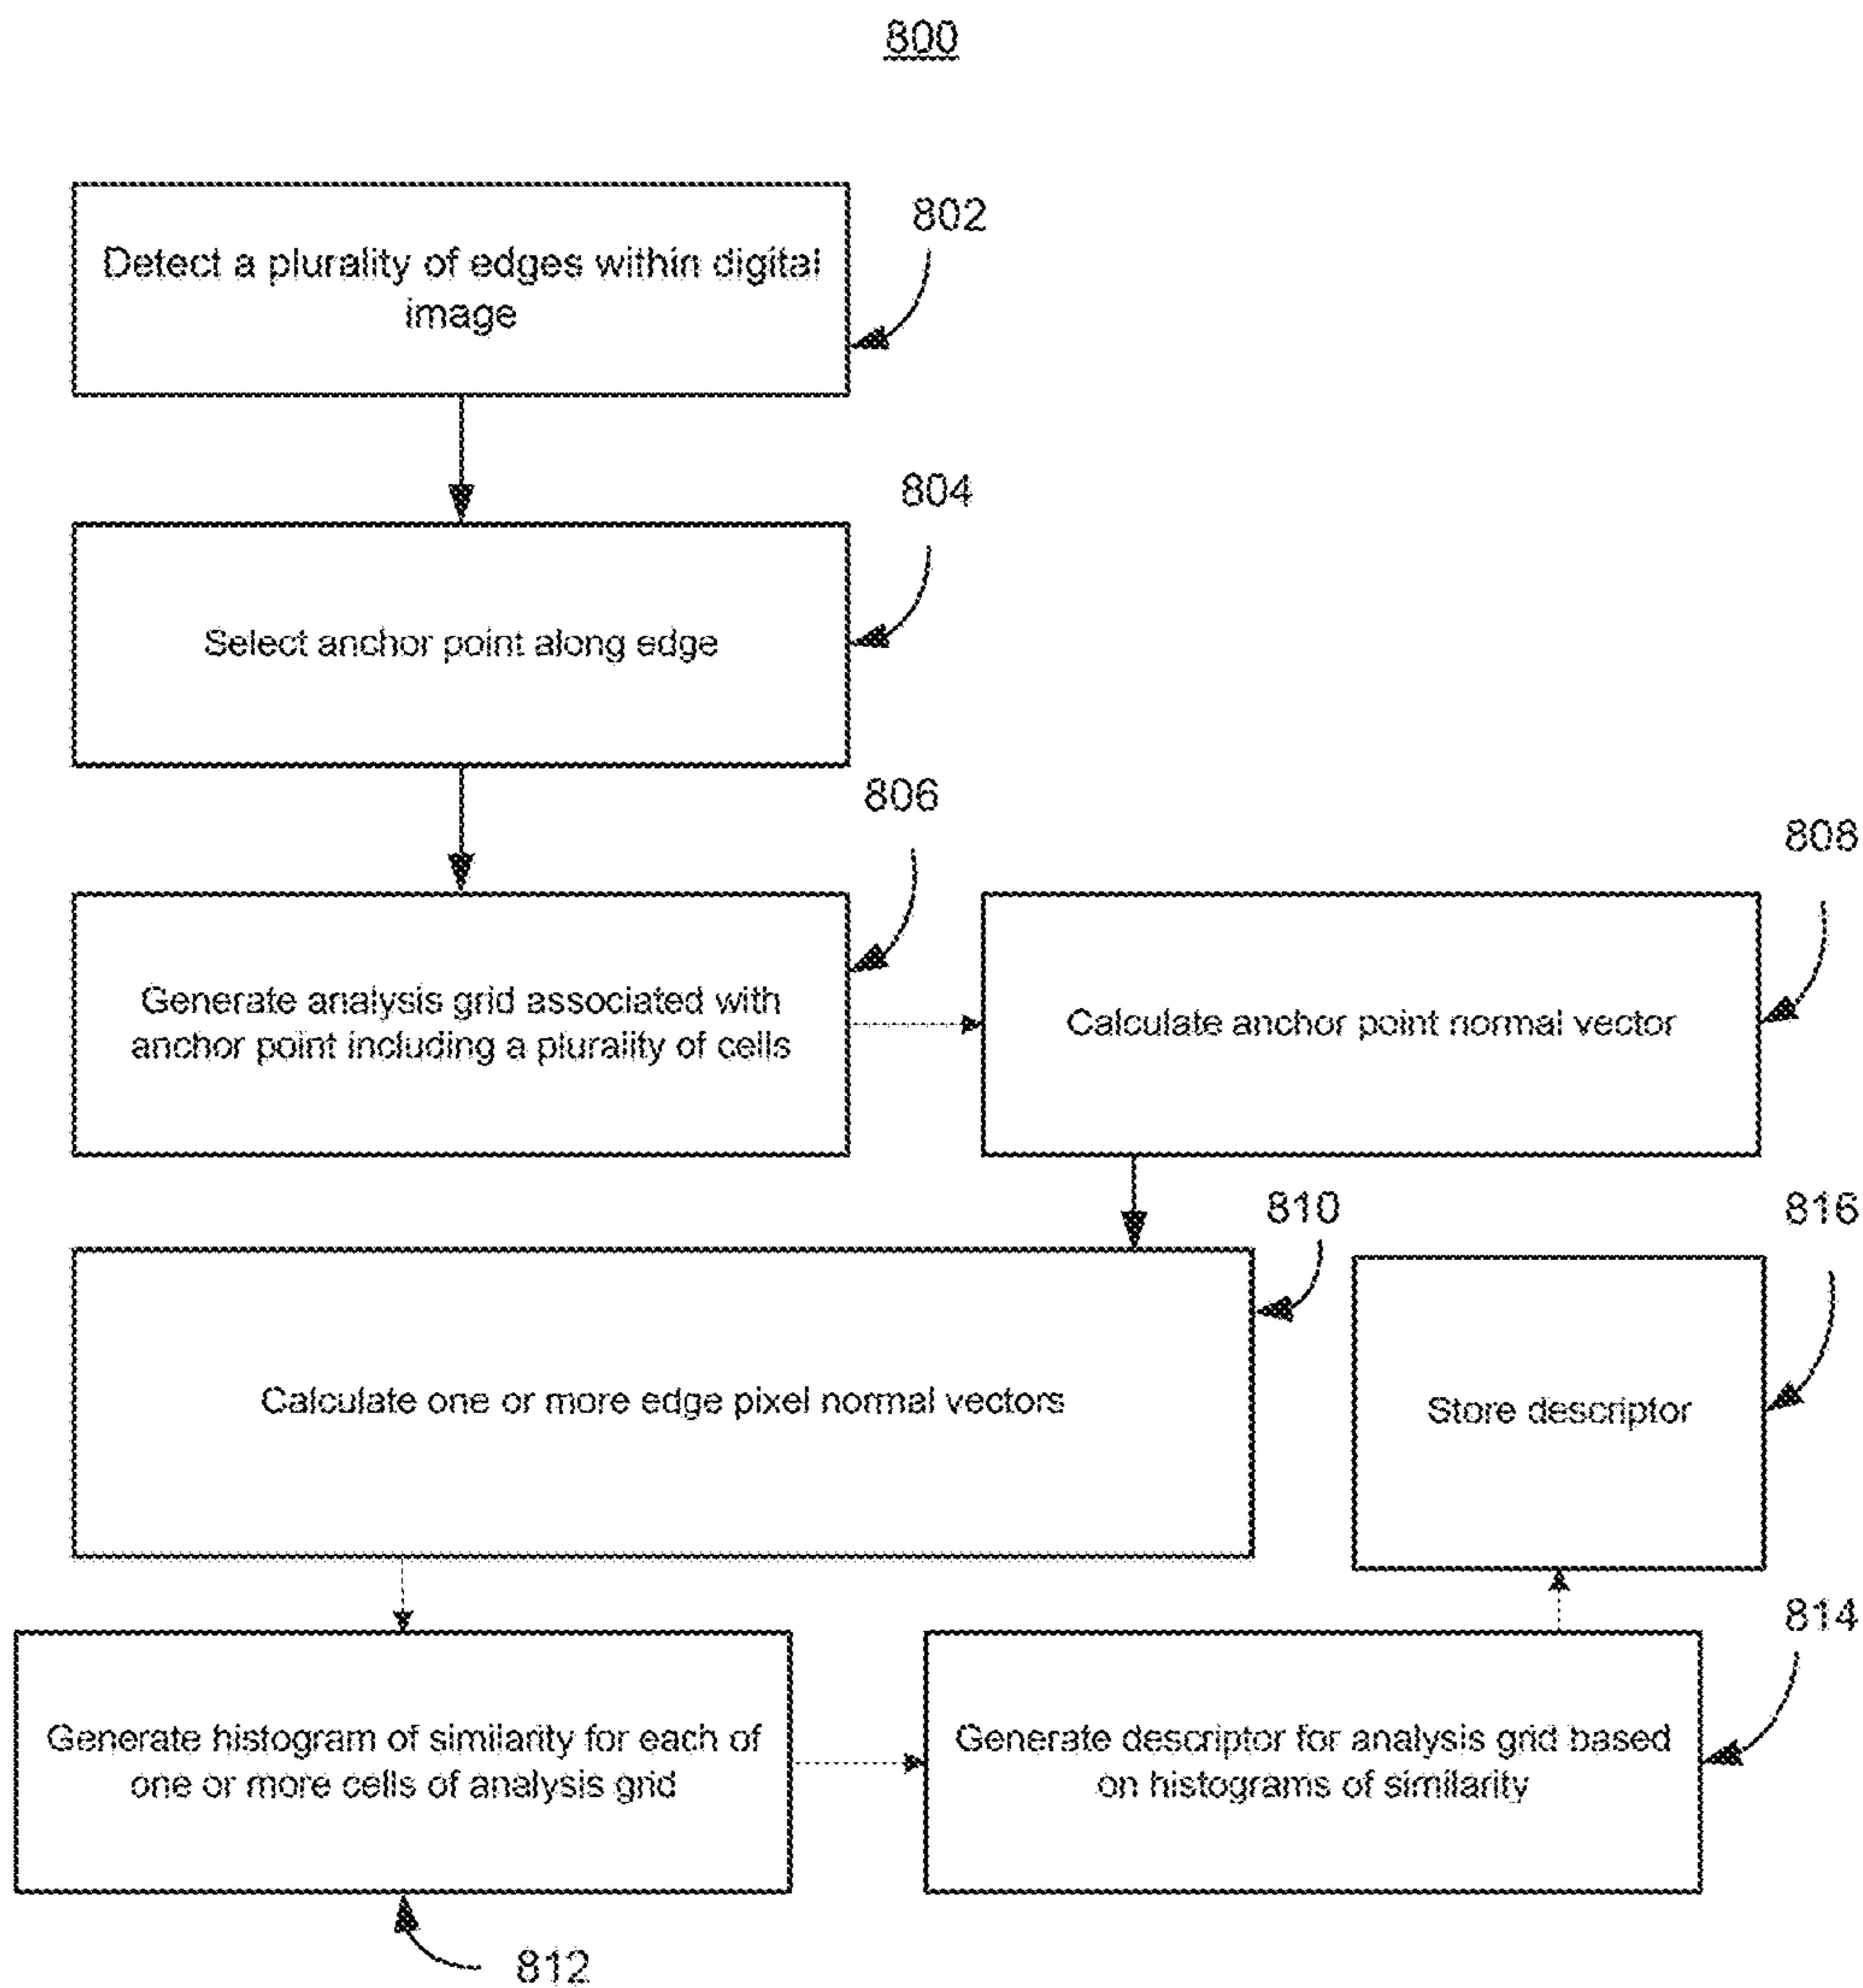 800
802
Detect a plurality of edges within digital
image
804
Select anchor point along edge
806
808
Generate analysis grid associated with
anchor point including a plurality of cells
Calculate anchor point normal vector
810
816
Calculate one or more edge pixel normal vectors
Store descriptor
814
Generate histogram of similarity for each of
one or more cells of analysis grid
Generate descriptor for analysis grid based
on histograms of similarity
812